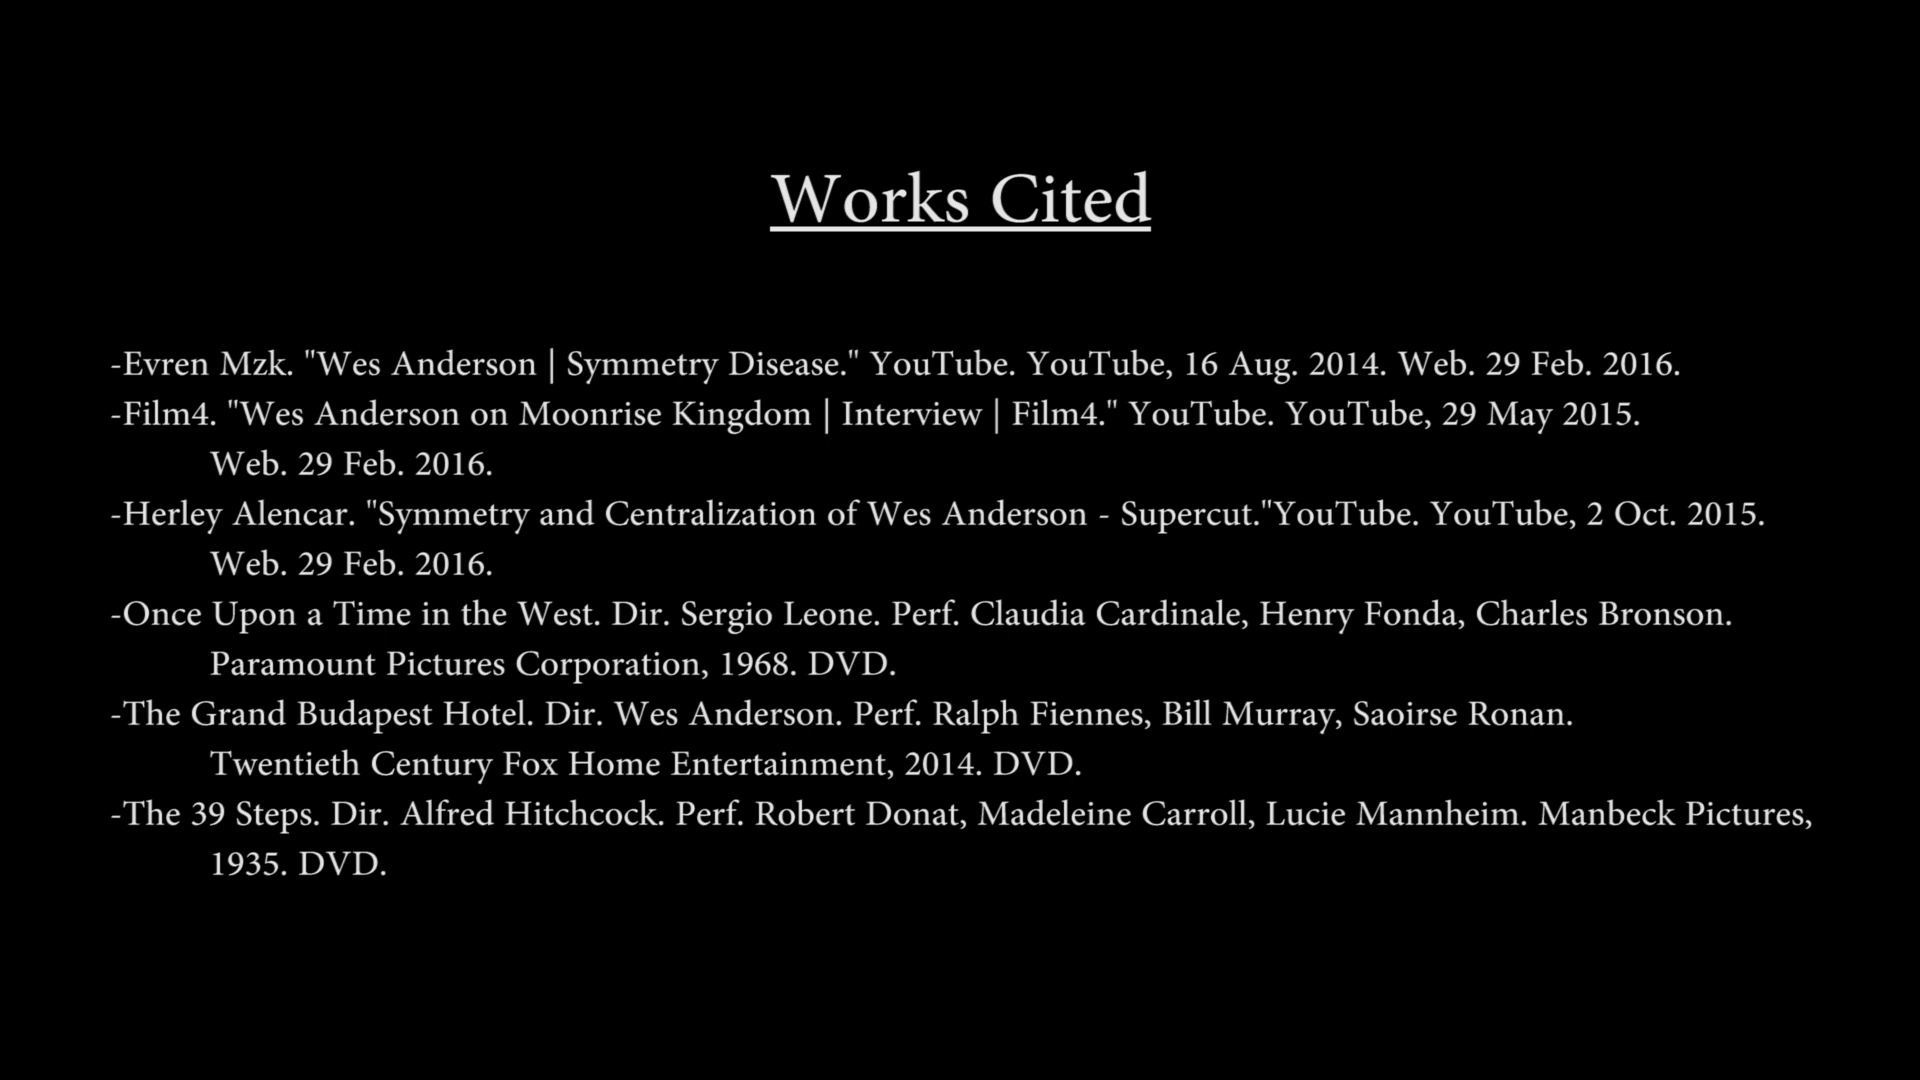 Works Cited
-Evren Mzk. "Wes Anderson | Symmetry Disease." YouTube. YouTube, 16 Aug. 2014. Web. 29 Feb. 2016.
-Film4. "Wes Anderson on Moonrise Kingdom | Interview | Film4." YouTube. YouTube, 29 May 2015.
Web. 29 Feb. 2016.
-Herley Alencar. "Symmetry and Centralization of Wes Anderson - Supercut."YouTube. YouTube, 2 Oct. 2015.
Web. 29 Feb. 2016.
-Once Upon a Time in the West. Dir. Sergio Leone. Perf. Claudia Cardinale, Henry Fonda, Charles Bronson.
Paramount Pictures Corporation, 1968. DVD.
-The Grand Budapest Hotel. Dir. Wes Anderson. Perf. Ralph Fiennes, Bill Murray, Saoirse Ronan.
Twentieth Century Fox Home Entertainment, 2014. DVD.
-The 39 Steps. Dir. Alfred Hitchcock. Perf. Robert Donat, Madeleine Carroll, Lucie Mannheim. Manbeck Pictures,
1935. DVD.